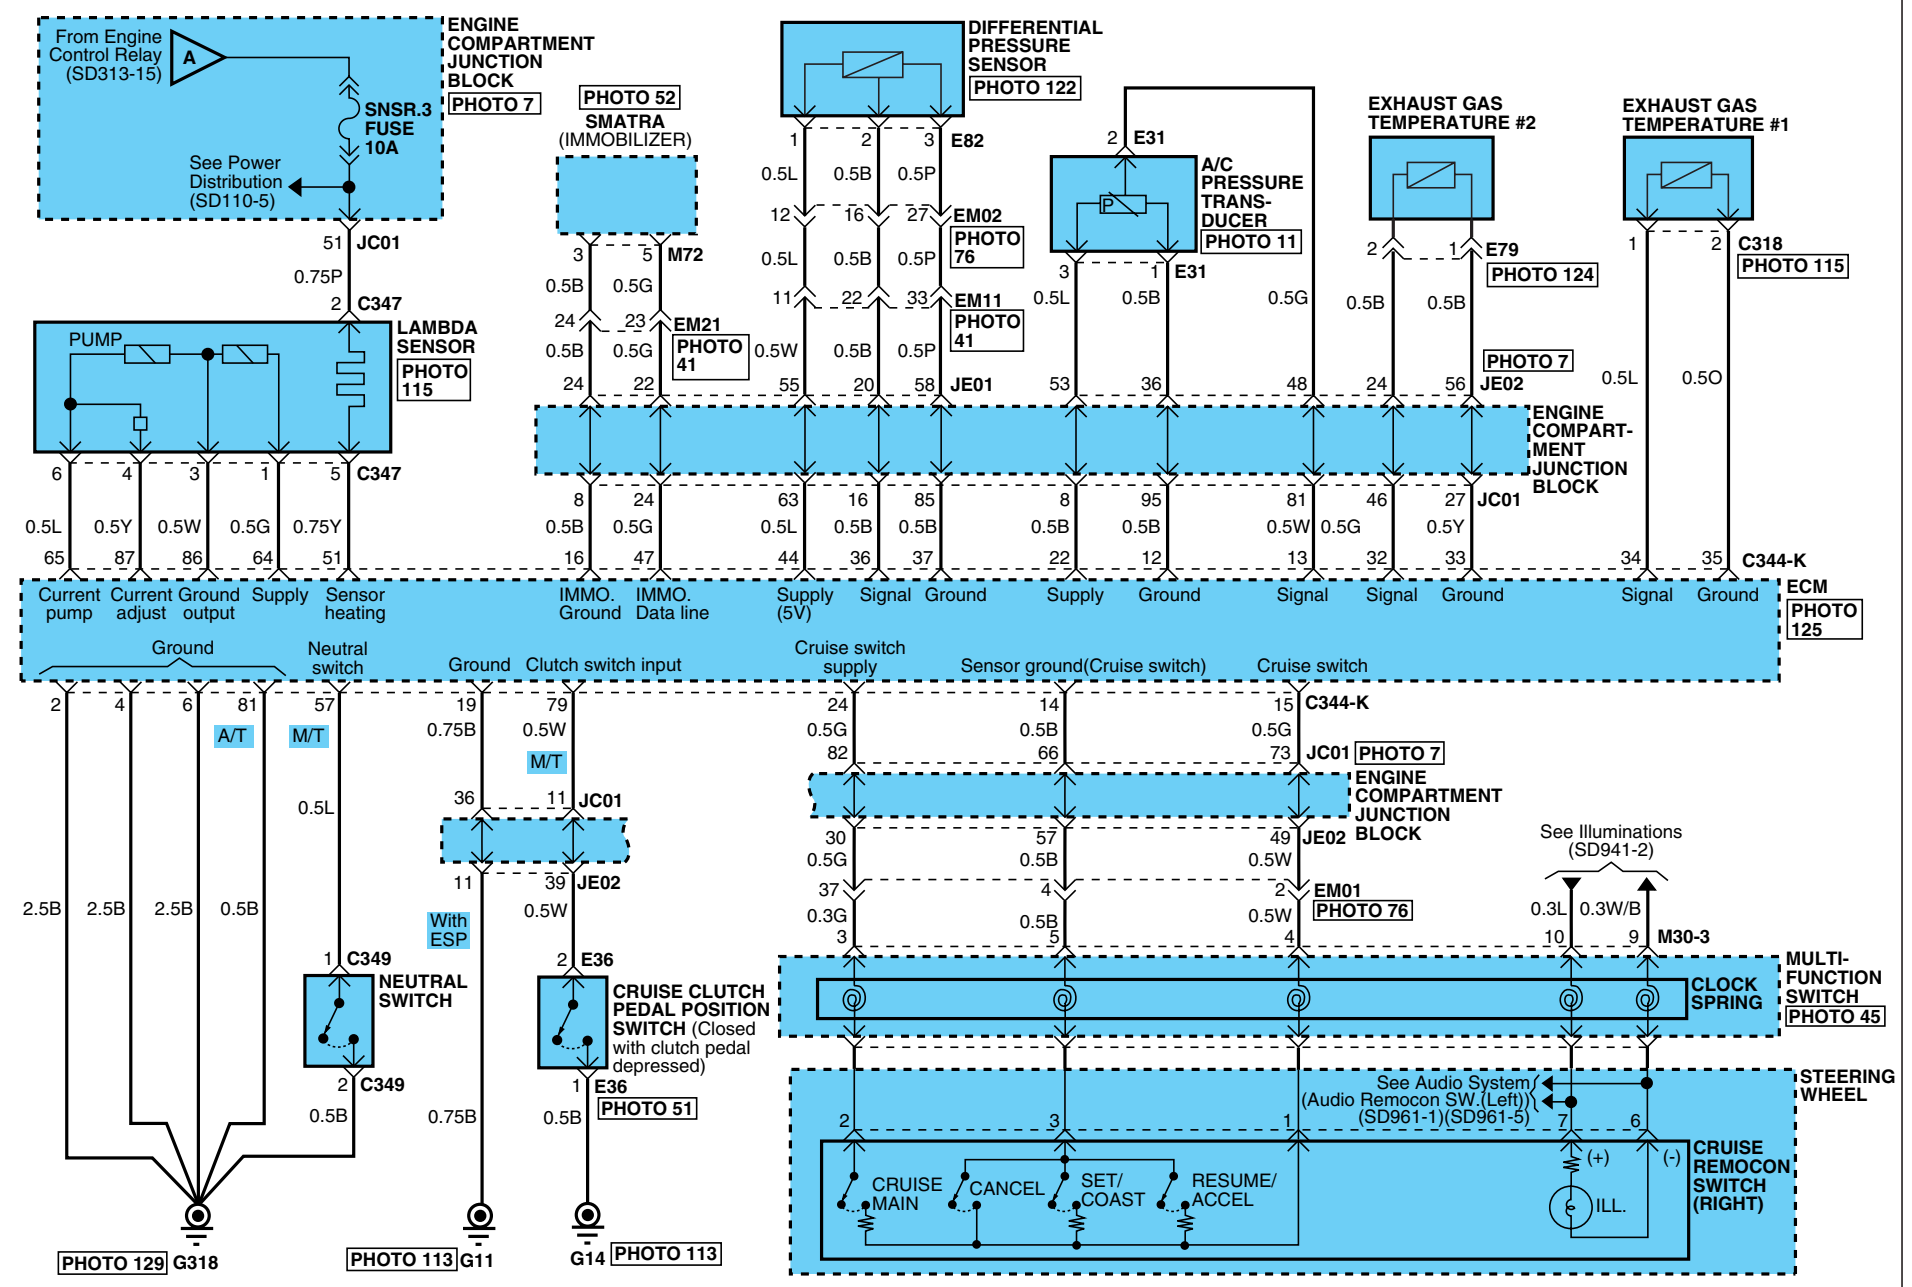 From Engine
Control Relay
(SD313-15)
A
SNSR.3
FUSE
10A
See Power
Distribution
(SD110-5)
ENGINE
COMPARTMENT
JUNCTION
BLOCK
PHOTO 7
51 JC01
0.75P
2 C347
PUMP
LAMBDA
SENSOR
PHOTO
115
6 4 3 1 5 C347
0.5L 0.5Y 0.5W 0.5G 0.75Y
65 87 86 64 51
PHOTO 52
SMATRA
(IMMOBILIZER)
3 5 M72
0.5B 0.5G
24 23 EM21
PHOTO
41
0.5B 0.5G
24 22
DIFFERENTIAL
PRESSURE
SENSOR
PHOTO 122
1 2 3 E82
0.5L 0.5B 0.5P
12 16 27 EM02
PHOTO
76
0.5L 0.5B 0.5P
11 22 33 EM11
PHOTO
41
0.5W 0.5B 0.5P
55 20 58 JE01
2 E31
P
A/C
PRESSURE
TRANS-
DUCER
PHOTO 11
3 1 E31
0.5L 0.5B 0.5G
53 36 48
EXHAUST GAS
TEMPERATURE #2
2 1 E79
PHOTO 124
0.5B 0.5B
PHOTO 7
24 56 JE02
EXHAUST GAS
TEMPERATURE #1
1 2 C318
PHOTO 115
0.5L 0.5O
ENGINE
COMPART-
MENT
JUNCTION
BLOCK
8 24 63 16 85 8 95 81 46 27 JC01
0.5B 0.5G 0.5L 0.5B 0.5B 0.5B 0.5B 0.5W 0.5G 0.5Y
16 47 44 36 37 22 12 13 32 33 34 35 C344-K
ECM
PHOTO
125
Current
pump
Current
adjust
Ground
output
Supply
Sensor
heating
IMMO.
Ground
IMMO.
Data line
Supply
(5V)
Signal
Ground
Supply
Ground
Signal
Signal
Ground
Signal
Ground
Ground
Neutral
switch
Ground
Clutch switch input
Cruise switch
supply
Sensor ground(Cruise switch)
Cruise switch
2 4 6 81 57 19 79 24 14 15 C344-K
A/T
M/T
0.75B 0.5W
M/T
0.5L
36 11 JC01
11 39 JE02
With
ESP
0.5W
2.5B 2.5B 2.5B 0.5B
1 C349
NEUTRAL
SWITCH
2 C349
0.5B
2 E36
CRUISE CLUTCH
PEDAL POSITION
SWITCH (Closed
with clutch pedal
depressed)
1 E36
PHOTO 51
0.75B 0.5B
PHOTO 129 G318
PHOTO 113 G11
G14 PHOTO 113
0.5G 0.5B 0.5G
82 66 73 JC01 PHOTO 7
ENGINE
COMPARTMENT
JUNCTION
BLOCK
30 57 49 JE02
0.5G 0.5B 0.5W
37 4 2 EM01
PHOTO 76
0.3G 0.5B 0.5W
See Illuminations
(SD941-2)
0.3L 0.3W/B
3 5 4 10 9 M30-3
MULTI-
FUNCTION
SWITCH
PHOTO 45
CLOCK
SPRING
STEERING
WHEEL
See Audio System
(Audio Remocon SW.(Left))
(SD961-1)(SD961-5)
2 3 1 7 6
(+) (-)
CRUISE
MAIN
CANCEL
SET/
COAST
RESUME/
ACCEL
ILL.
CRUISE
REMOCON
SWITCH
(RIGHT)